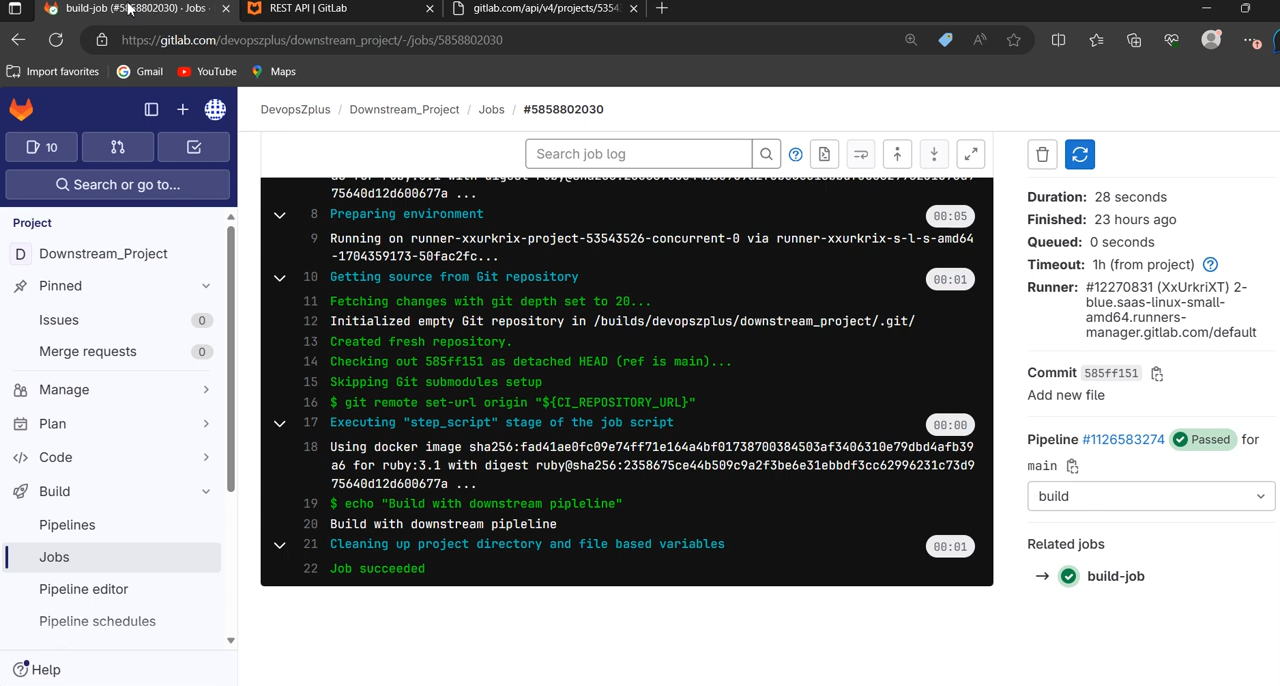 build-job (#5858802030) · Jobs ·
REST API | GitLab
gitlab.com/api/v4/projects/5354
https://gitlab.com/devopszplus/downstream_project/-/jobs/5858802030
Import favorites
Gmail
YouTube
Maps
10
Search or go to...
Project
D Downstream_Project
Pinned
Issues 0
Merge requests 0
Manage
Plan
Code
Build
Pipelines
Jobs
Pipeline editor
Pipeline schedules
Help
DevopsZplus / Downstream_Project / Jobs / #5858802030
Search job log
75640d12d600677a ...
8 Preparing environment 00:05
9 Running on runner-xxurkrix-project-53543526-concurrent-0 via runner-xxurkrix-s-l-s-amd64
-1704359173-50fac2fc...
10 Getting source from Git repository 00:01
11 Fetching changes with git depth set to 20...
12 Initialized empty Git repository in /builds/devopszplus/downstream_project/.git/
13 Created fresh repository.
14 Checking out 585ff151 as detached HEAD (ref is main)...
15 Skipping Git submodules setup
16 $ git remote set-url origin "${CI_REPOSITORY_URL}"
17 Executing "step_script" stage of the job script 00:00
18 Using docker image sha256:fad41ae0fc09e74ff71e164a4bf01738700384503af3406310e79dbd4afb39
a6 for ruby:3.1 with digest ruby@sha256:2358675ce44b509c9a2f3be6e31ebbdf3cc62996231c73d9
75640d12d600677a ...
19 $ echo "Build with downstream pipleline"
20 Build with downstream pipleline
21 Cleaning up project directory and file based variables 00:01
22 Job succeeded
Duration: 28 seconds
Finished: 23 hours ago
Queued: 0 seconds
Timeout: 1h (from project)
Runner: #12270831 (XxUrkriXT) 2-
blue.saas-linux-small-
amd64.runners-
manager.gitlab.com/default
Commit 585ff151
Add new file
Pipeline #1126583274 Passed for
main
build
Related jobs
build-job